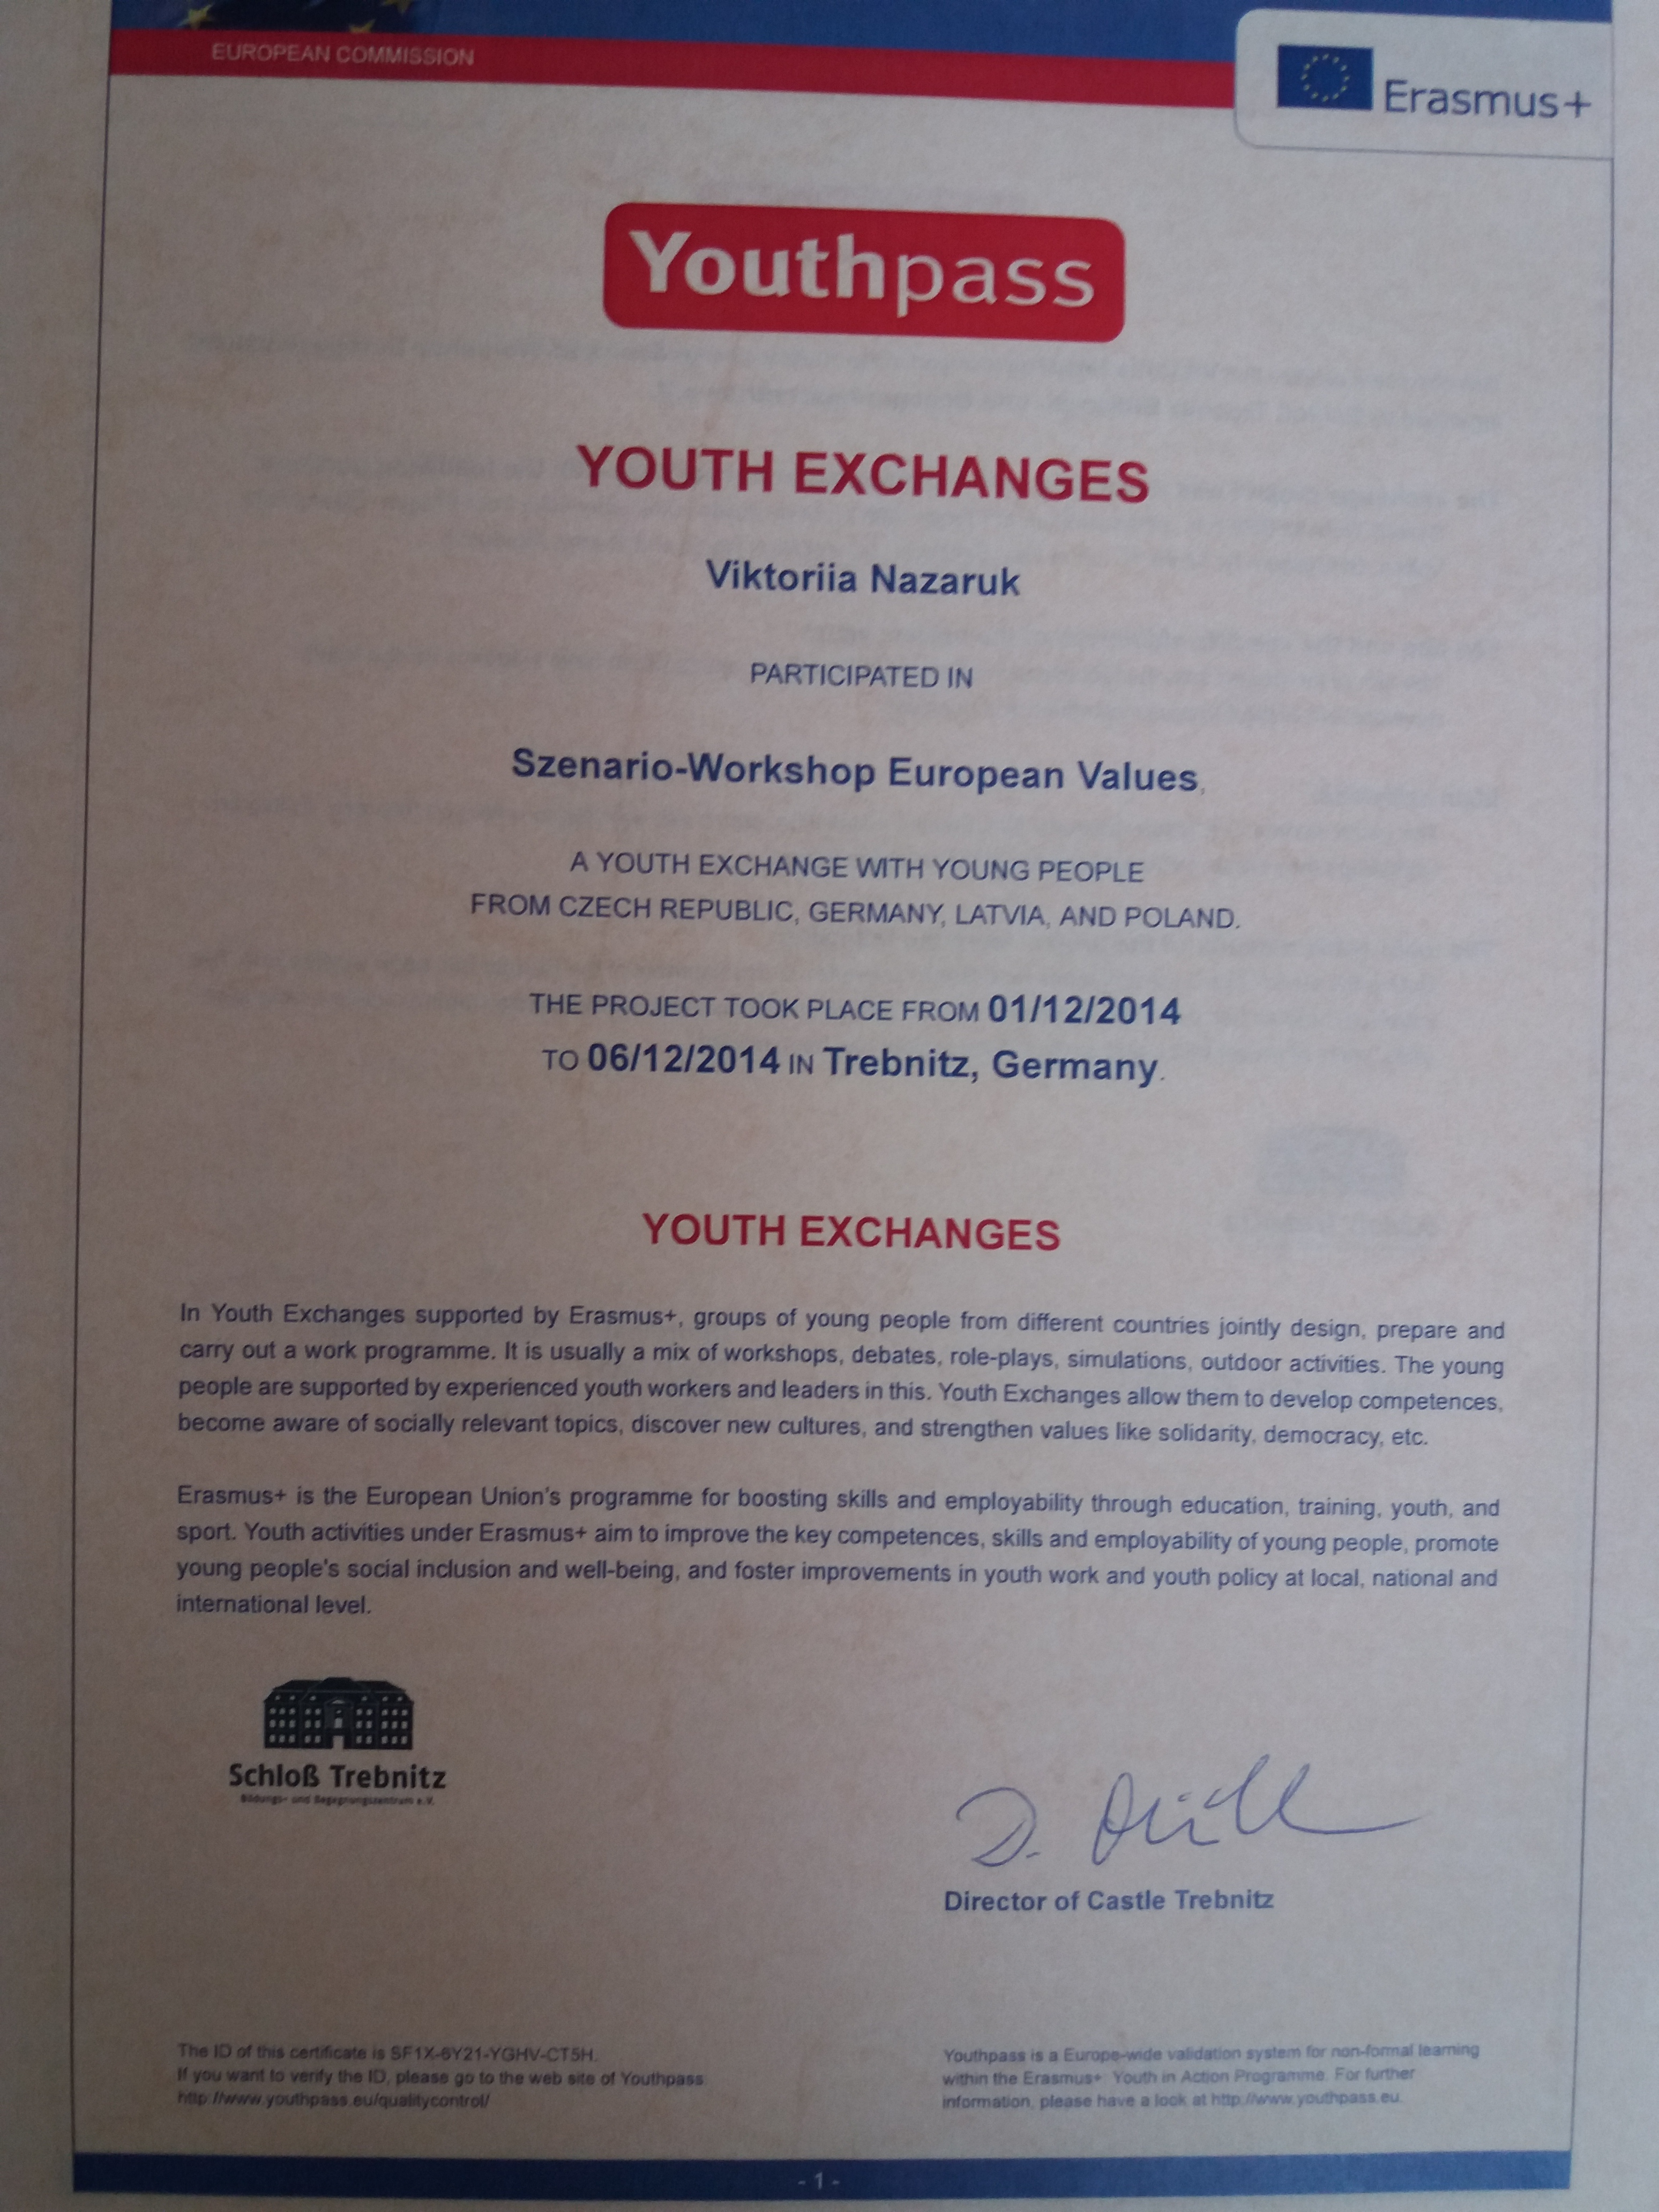 EUROPEAN COMMISSION
Erasmus+
Youthpass
YOUTH EXCHANGES
Viktoriia Nazaruk
PARTICIPATED IN
Szenario-Workshop European Values,
A YOUTH EXCHANGE WITH YOUNG PEOPLE
FROM CZECH REPUBLIC, GERMANY, LATVIA, AND POLAND.
THE PROJECT TOOK PLACE FROM 01/12/2014
TO 06/12/2014 IN Trebnitz, Germany.
YOUTH EXCHANGES
In Youth Exchanges supported by Erasmus+, groups of young people from different countries jointly design, prepare and
carry out a work programme. It is usually a mix of workshops, debates, role-plays, simulations, outdoor activities. The young
people are supported by experienced youth workers and leaders in this. Youth Exchanges allow them to develop competences,
become aware of socially relevant topics, discover new cultures, and strengthen values like solidarity, democracy, etc.
Erasmus+ is the European Union's programme for boosting skills and employability through education, training, youth, and
sport. Youth activities under Erasmus+ aim to improve the key competences, skills and employability of young people, promote
young people's social inclusion and well-being, and foster improvements in youth work and youth policy at local, national and
international level.
Schloß Trebnitz
Bildungs- und Begegnungszentrum e.V.
D.
Director of Castle Trebnitz
The ID of this certificate is SF1X-6Y21-YGHV-CT5H.
If you want to verify the ID, please go to the web site of Youthpass:
http://www.youthpass.eu/qualitycontrol/
Youthpass is a Europe-wide validation system for non-formal learning
within the Erasmus+: Youth in Action Programme. For further
information, please have a look at http://www.youthpass.eu.
- 1 -